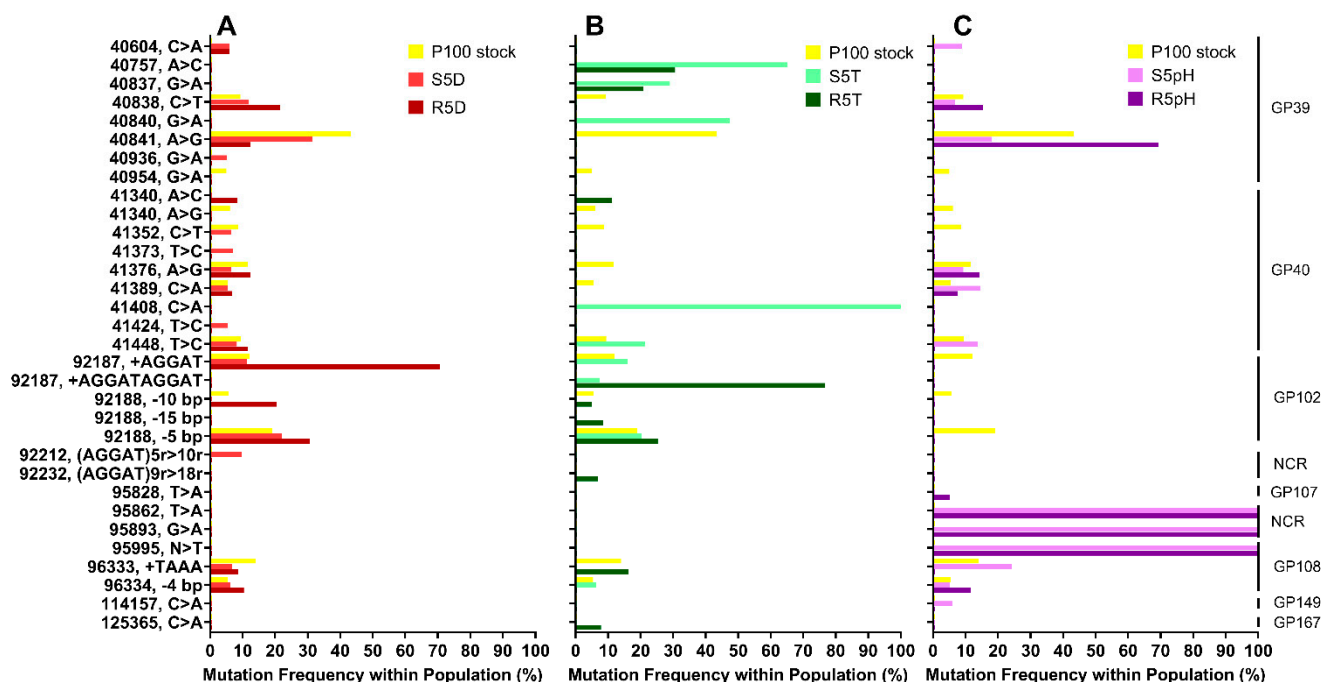 A
B
C
P100 stock
S5D
R5D
P100 stock
S5T
R5T
P100 stock
S5pH
R5pH
40604, C>A
40757, A>C
40837, G>A
40838, C>T
40840, G>A
40841, A>G
40936, G>A
40954, G>A
41340, A>C
41340, A>G
41352, C>T
41373, T>C
41376, A>G
41389, C>A
41408, C>A
41424, T>C
41448, T>C
92187, +AGGAT
92187, +AGGATAGGAT
92188, -10 bp
92188, -15 bp
92188, -5 bp
92212, (AGGAT)5r>10r
92232, (AGGAT)9r>18r
95828, T>A
95862, T>A
95893, G>A
95995, N>T
96333, +TAAA
96334, -4 bp
114157, C>A
125365, C>A
GP39
GP40
GP102
NCR
GP107
NCR
GP108
GP149
GP167
0 10 20 30 40 50 60 70 80 90 100
0 10 20 30 40 50 60 70 80 90 100
0 10 20 30 40 50 60 70 80 90 100
Mutation Frequency within Population (%)
Mutation Frequency within Population (%)
Mutation Frequency within Population (%)